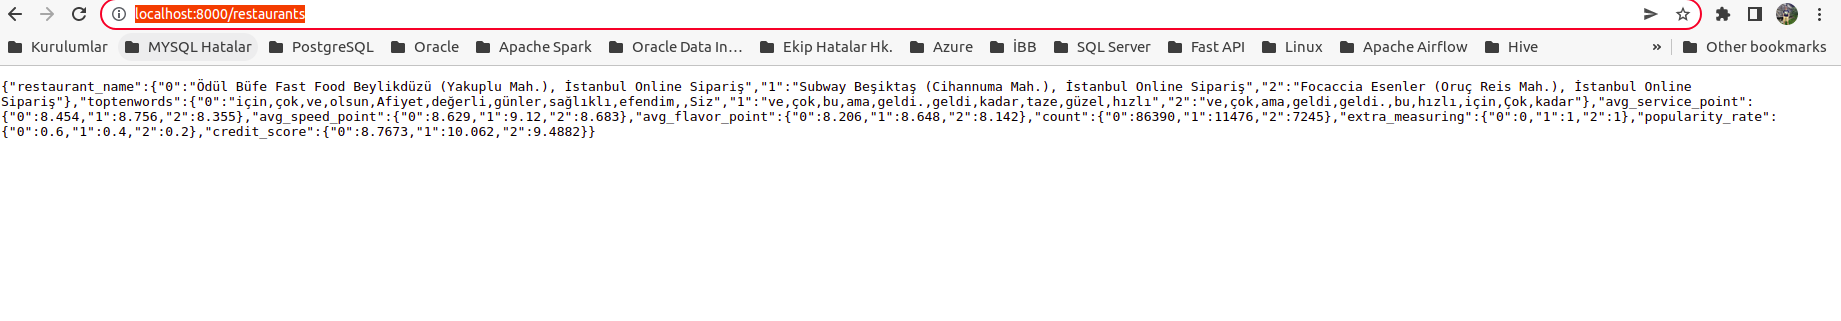 localhost:8000/restaurants
Kurulumlar MYSQL Hatalar PostgreSQL Oracle Apache Spark Oracle Data In... Ekip Hatalar Hk. Azure İBB SQL Server Fast API Linux Apache Airflow Hive » Other bookmarks
{"restaurant_name":{"0":"Ödül Büfe Fast Food Beylikdüzü (Yakuplu Mah.), İstanbul Online Sipariş","1":"Subway Beşiktaş (Cihannuma Mah.), İstanbul Online Sipariş","2":"Focaccia Esenler (Oruç Reis Mah.), İstanbul Online
Sipariş"},"toptenwords":{"0":"için,çok,ve,olsun,Afiyet,değerli,günler,sağlıklı,efendim,,Siz","1":"ve,çok,bu,ama,geldi.,geldi,kadar,taze,güzel,hızlı","2":"ve,çok,ama,geldi,geldi.,bu,hızlı,için,Çok,kadar"},"avg_service_point":
{"0":8.454,"1":8.756,"2":8.355},"avg_speed_point":{"0":8.629,"1":9.12,"2":8.683},"avg_flavor_point":{"0":8.206,"1":8.648,"2":8.142},"count":{"0":86390,"1":11476,"2":7245},"extra_measuring":{"0":0,"1":1,"2":1},"popularity_rate":
{"0":0.6,"1":0.4,"2":0.2},"credit_score":{"0":8.7673,"1":10.062,"2":9.4882}}